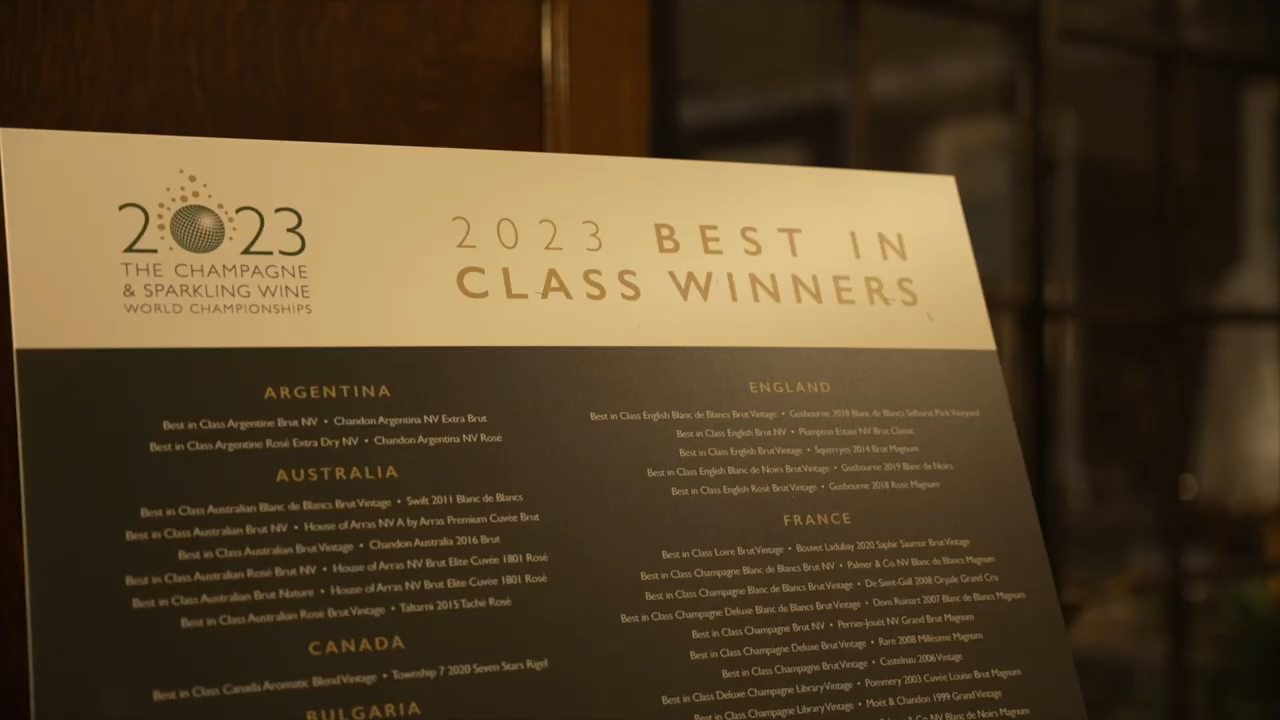 2023
THE CHAMPAGNE
& SPARKLING WINE
WORLD CHAMPIONSHIPS
2023 BEST IN
CLASS WINNERS
ARGENTINA
Best in Class Argentine Brut NV • Chandon Argentina NV Extra Brut
Best in Class Argentine Rosé Extra Dry NV • Chandon Argentina NV Rosé
AUSTRALIA
Best in Class Australian Blanc de Blancs Brut Vintage • Swift 2011 Blanc de Blancs
Best in Class Australian Brut NV • House of Arras NV A by Arras Premium Cuvée Brut
Best in Class Australian Brut Vintage • Chandon Australia 2016 Brut
Best in Class Australian Rosé Brut NV • House of Arras NV Brut Elite Cuvée 1801 Rosé
Best in Class Australian Brut Nature • House of Arras NV Brut Elite Cuvée 1801 Rosé
Best in Class Australian Rosé Brut Vintage • Taltarni 2015 Taché Rosé
CANADA
Best in Class Canada Aromatic Blend Vintage • Township 7 2020 Seven Stars Rigel
BULGARIA
ENGLAND
Best in Class English Blanc de Blancs Brut Vintage • Gusbourne 2018 Blanc de Blancs Selhurst Park Vineyard
Best in Class English Brut NV • Plumpton Estate NV Brut Classic
Best in Class English Brut Vintage • Squerryes 2014 Brut Magnum
Best in Class English Blanc de Noirs Brut Vintage • Gusbourne 2019 Blanc de Noirs
Best in Class English Rosé Brut Vintage • Gusbourne 2018 Rosé Magnum
FRANCE
Best in Class Loire Brut Vintage • Bouvet Ladubay 2020 Saphir Saumur Brut Vintage
Best in Class Champagne Blanc de Blancs Brut NV • Palmer & Co. NV Blanc de Blancs Magnum
Best in Class Champagne Blanc de Blancs Brut Vintage • De Saint-Gall 2008 Orpale Grand Cru
Best in Class Champagne Deluxe Blanc de Blancs Brut Vintage • Dom Ruinart 2007 Blanc de Blancs Magnum
Best in Class Champagne Brut NV • Perrier-Jouët NV Grand Brut Magnum
Best in Class Champagne Deluxe Brut Vintage • Rare 2008 Millésime Magnum
Best in Class Champagne Brut Vintage • Castelnau 2006 Vintage
Best in Class Deluxe Champagne Library Vintage • Pommery 2003 Cuvée Louise Brut Magnum
Best in Class Champagne Library Vintage • Moët & Chandon 1999 Grand Vintage
& Co. NV Blanc de Noirs Magnum